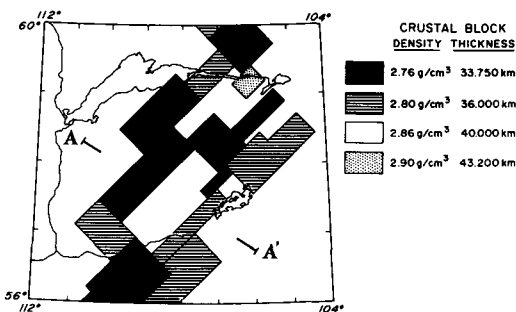 112°
104°
60°
A
A'
56°
112°
104°
CRUSTAL BLOCK
DENSITY THICKNESS
2.76 g/cm³ 33.750 km
2.80 g/cm³ 36.000 km
2.86 g/cm³ 40.000 km
2.90 g/cm³ 43.200 km